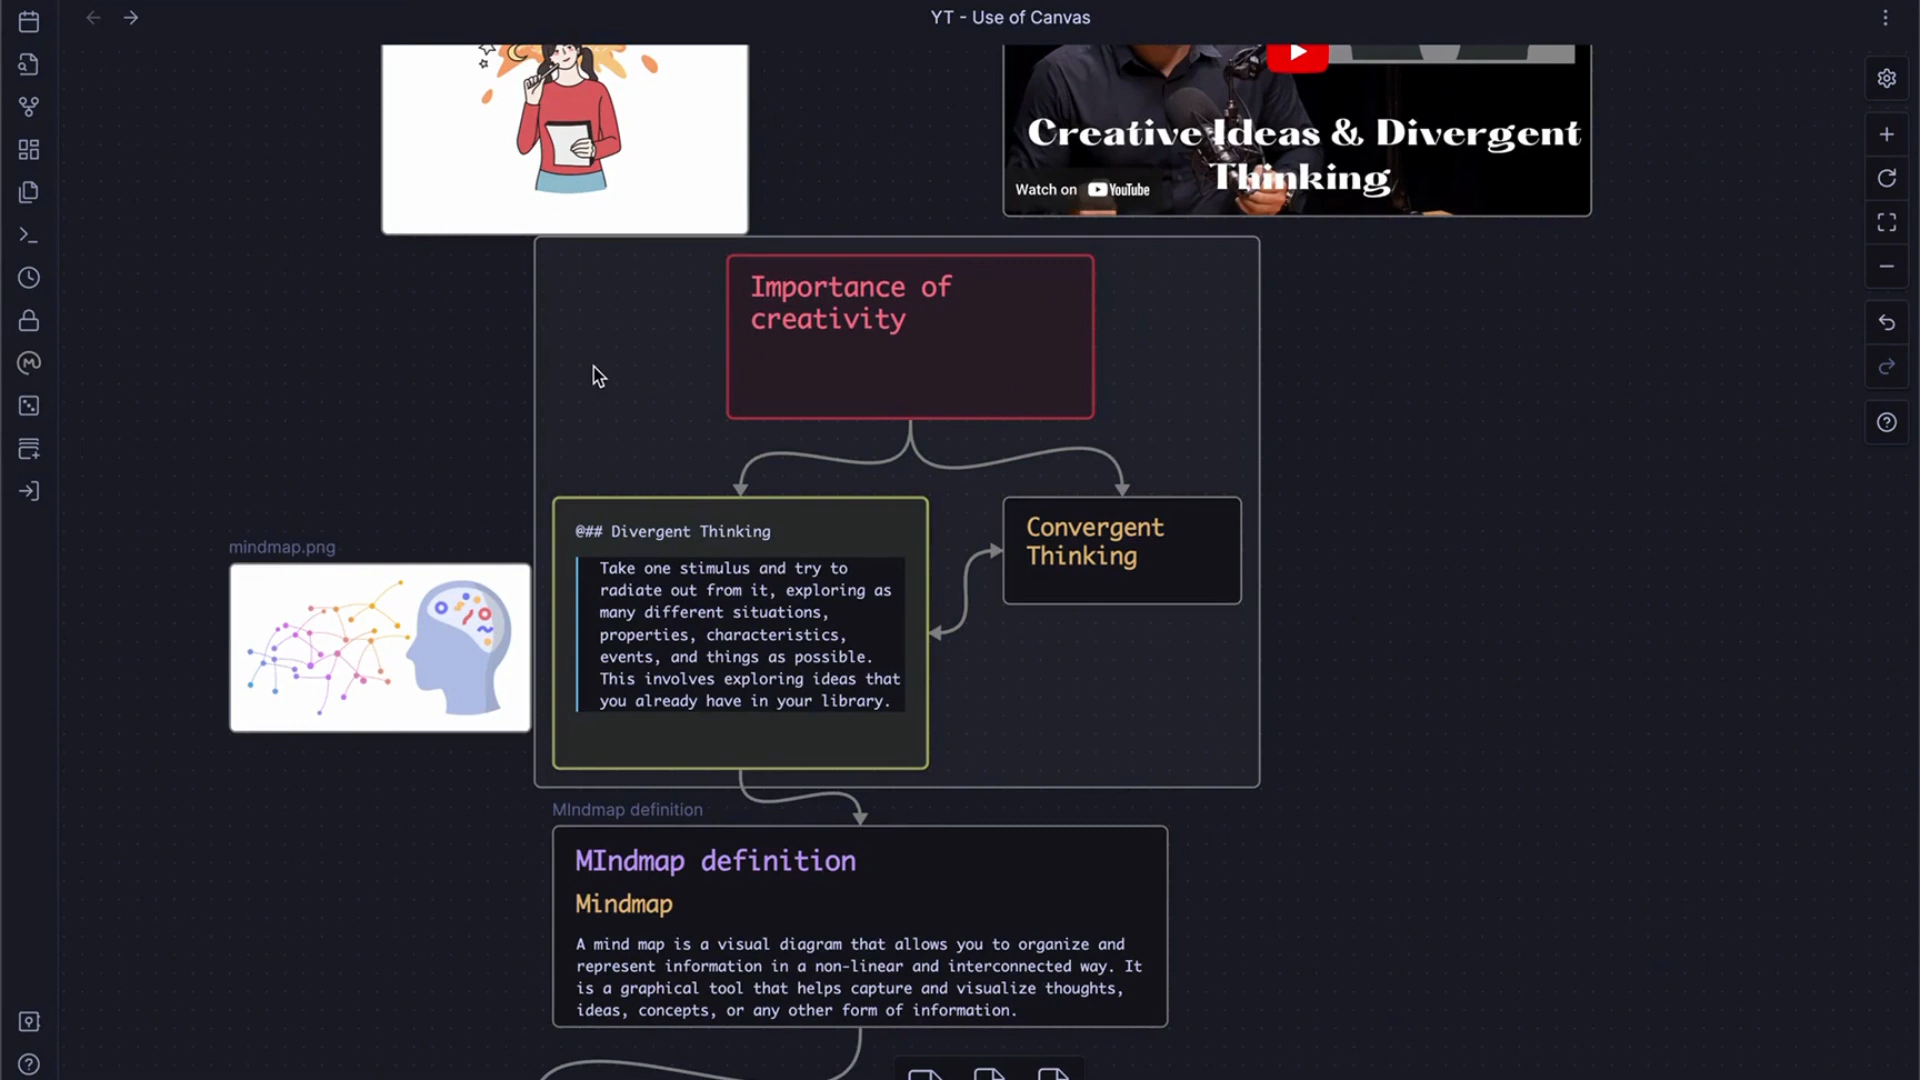 YT - Use of Canvas
Creative Ideas & Divergent
Thinking
Watch on YouTube
Importance of
creativity
@## Divergent Thinking
Take one stimulus and try to
radiate out from it, exploring as
many different situations,
properties, characteristics,
events, and things as possible.
This involves exploring ideas that
you already have in your library.
Convergent
Thinking
mindmap.png
MIndmap definition
MIndmap definition
Mindmap
A mind map is a visual diagram that allows you to organize and
represent information in a non-linear and interconnected way. It
is a graphical tool that helps capture and visualize thoughts,
ideas, concepts, or any other form of information.